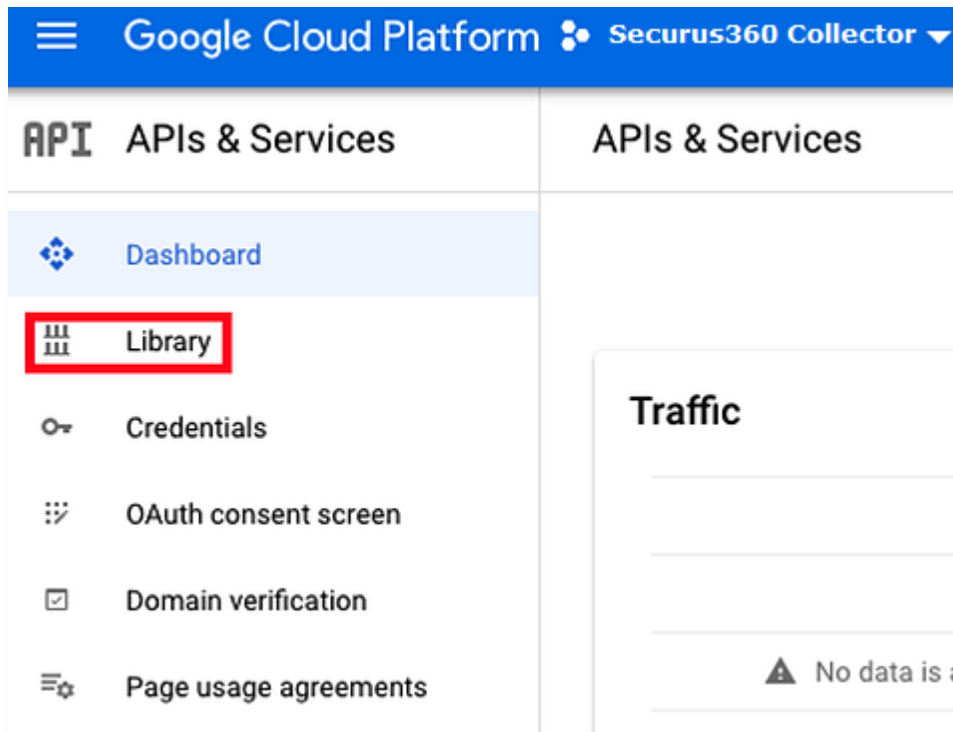 Google Cloud Platform Securus360 Collector
API APIs & Services
APIs & Services
Dashboard
Library
Credentials
OAuth consent screen
Domain verification
Page usage agreements
Traffic
No data is